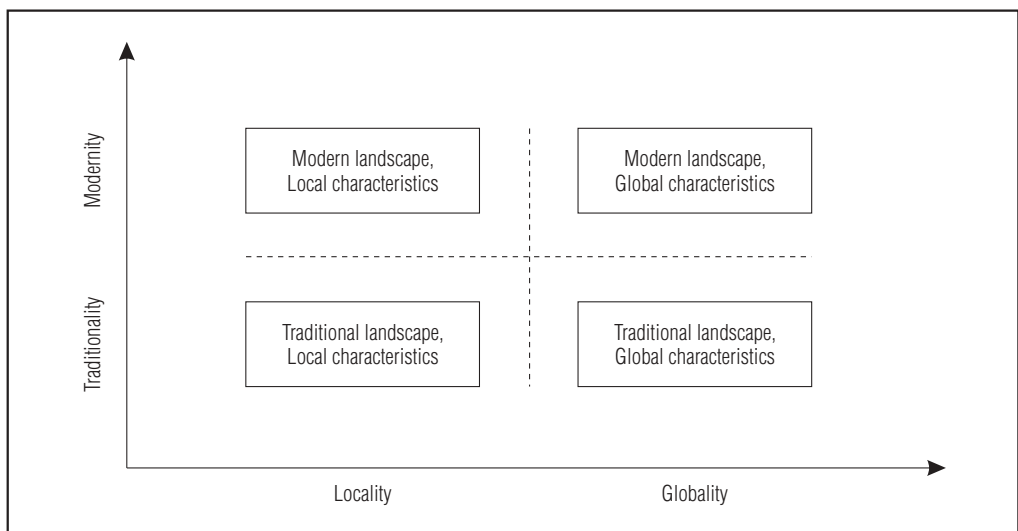 Modernity
Modern landscape,
Local characteristics
Modern landscape,
Global characteristics
Traditionality
Traditional landscape,
Local characteristics
Traditional landscape,
Global characteristics
Locality
Globality